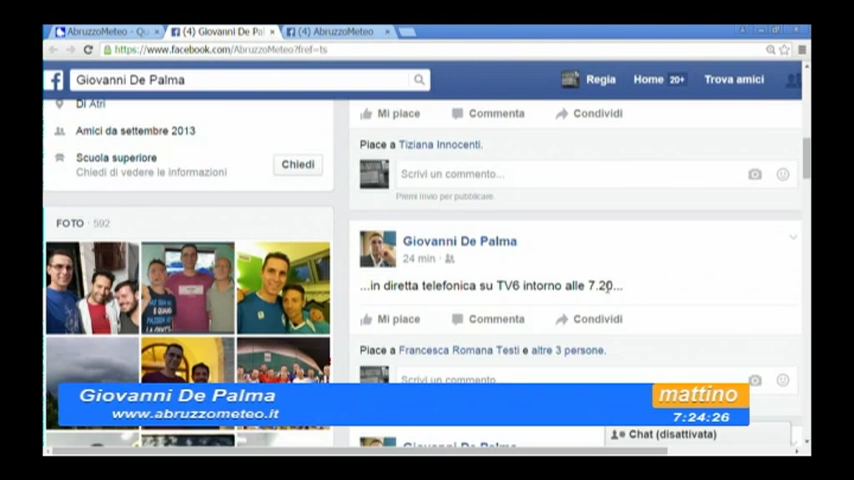 AbruzzoMeteo - Qu
(4) Giovanni De Pal
(4) AbruzzoMeteo
https://www.facebook.com/AbruzzoMeteo?fref=ts
Giovanni De Palma
Regia
Home 20+
Trova amici
Di Atri
Amici da settembre 2013
Scuola superiore
Chiedi di vedere le informazioni
Chiedi
FOTO · 592
Mi piace Commenta Condividi
Piace a Tiziana Innocenti.
Scrivi un commento...
Premi Invio per pubblicare
Giovanni De Palma
24 min
...in diretta telefonica su TV6 intorno alle 7.20...
Mi piace Commenta Condividi
Piace a Francesca Romana Testi e altre 3 persone.
Scrivi un commento...
Giovanni De Palma
www.abruzzometeo.it
mattino
7:24:26
Chat (disattivata)